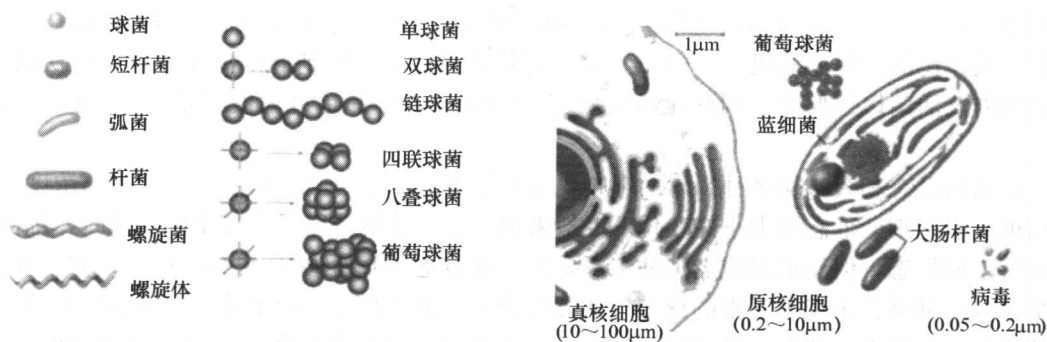 球菌
短杆菌
弧菌
杆菌
螺旋菌
螺旋体
单球菌
双球菌
链球菌
四联球菌
八叠球菌
葡萄球菌
1μm
葡萄球菌
蓝细菌
大肠杆菌
真核细胞
(10～100μm)
原核细胞
(0.2～10μm)
病毒
(0.05～0.2μm)